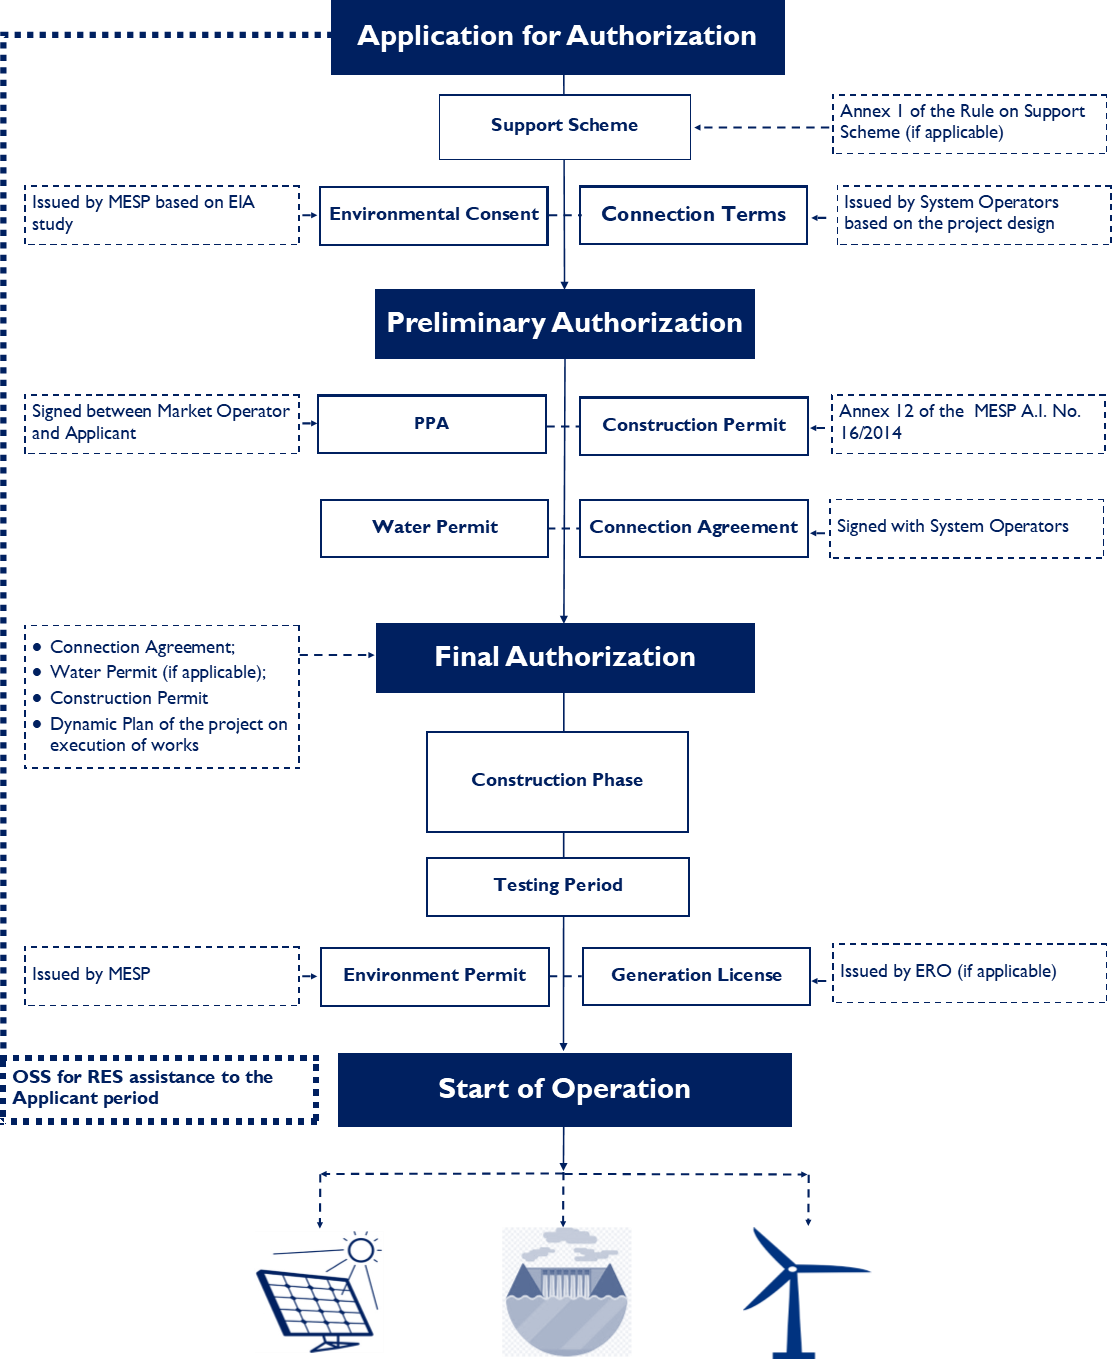 Application for Authorization
Support Scheme
Annex 1 of the Rule on Support
Scheme (if applicable)
Issued by MESP based on EIA
study
Environmental Consent
Connection Terms
Issued by System Operators
based on the project design
Preliminary Authorization
Signed between Market Operator
and Applicant
PPA
Construction Permit
Annex 12 of the MESP A.I. No.
16/2014
Water Permit
Connection Agreement
Signed with System Operators
Final Authorization
● Connection Agreement;
● Water Permit (if applicable);
● Construction Permit
● Dynamic Plan of the project on
execution of works
Construction Phase
Testing Period
Issued by MESP
Environment Permit
Generation License
Issued by ERO (if applicable)
OSS for RES assistance to the
Applicant period
Start of Operation